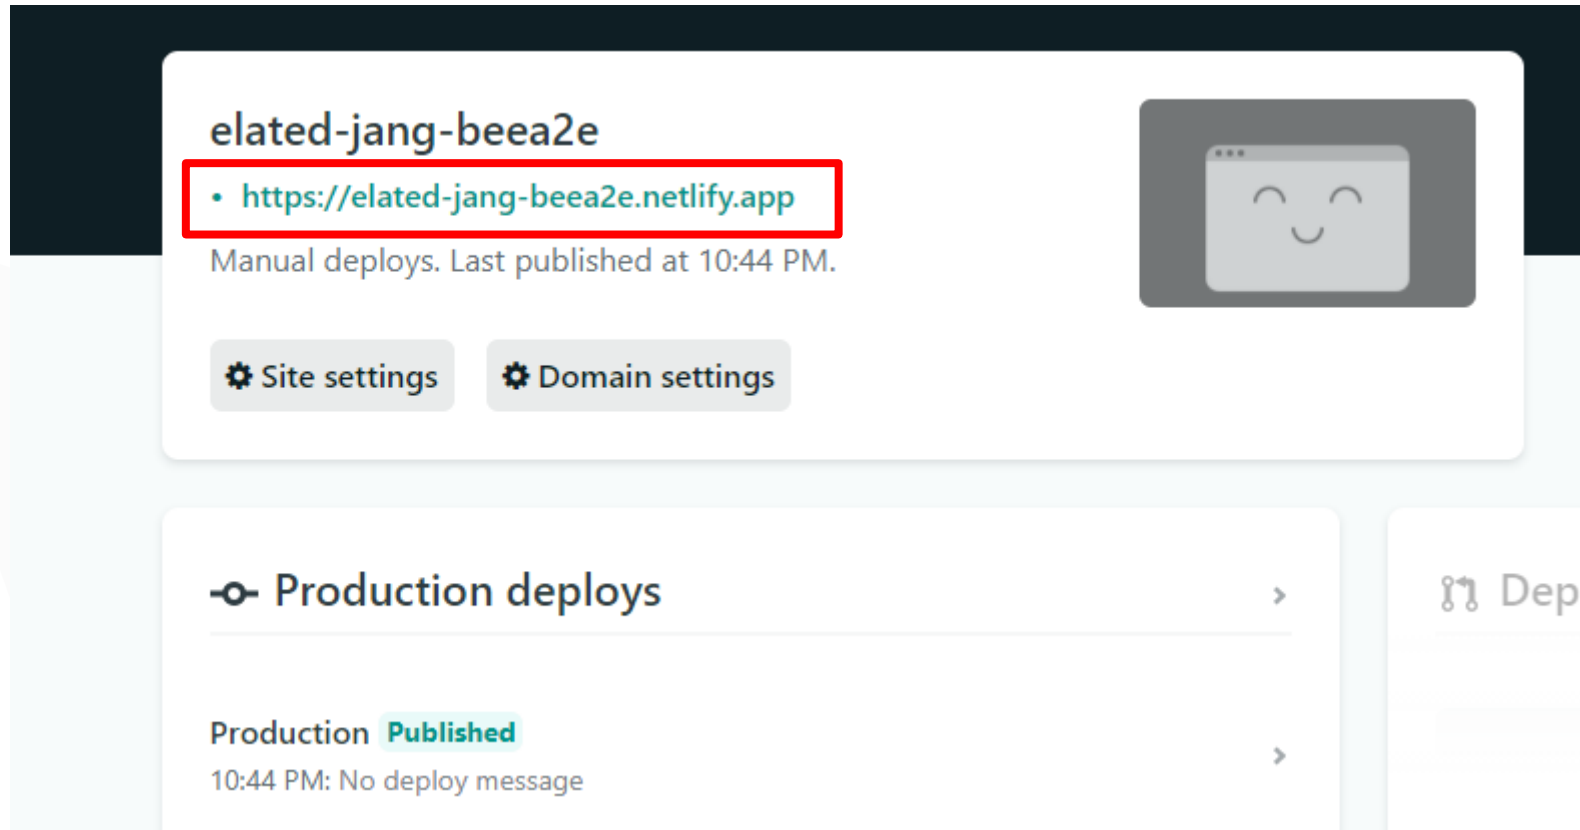 elated-jang-beea2e
• https://elated-jang-beea2e.netlify.app
Manual deploys. Last published at 10:44 PM.
Site settings
Domain settings
Production deploys
Dep
Production Published
10:44 PM: No deploy message